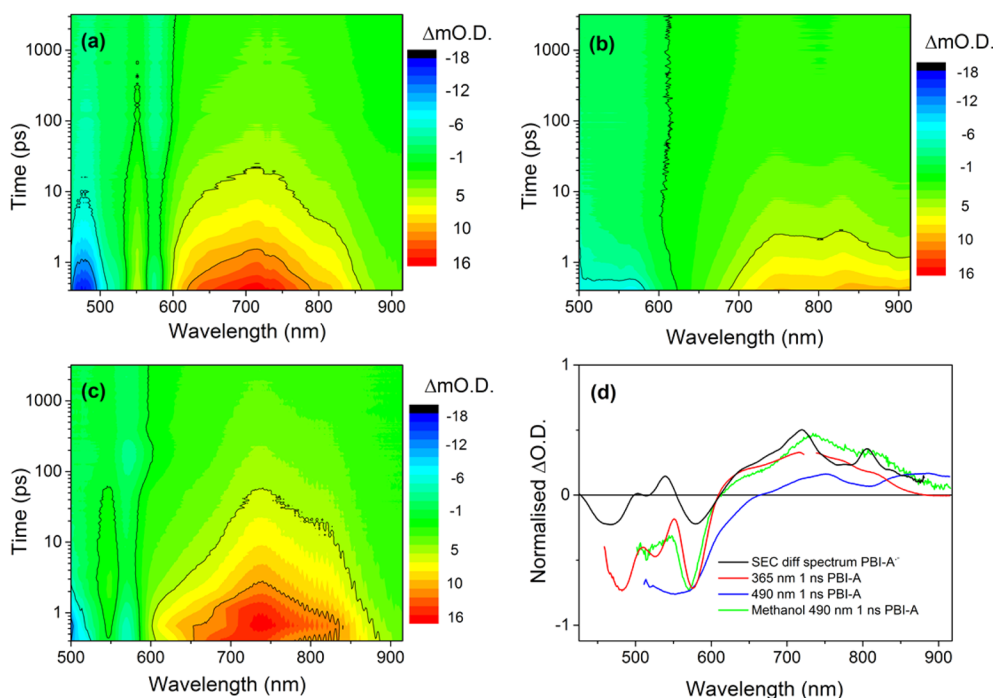 (a)
ΔmO.D.
-18
-12
-6
-1
5
10
16
Time (ps)
1000
100
10
1
500 600 700 800 900
Wavelength (nm)
(b)
ΔmO.D.
-18
-12
-6
-1
5
10
16
Time (ps)
1000
100
10
1
500 600 700 800 900
Wavelength (nm)
(c)
ΔmO.D.
-18
-12
-6
-1
5
10
16
Time (ps)
1000
100
10
1
500 600 700 800 900
Wavelength (nm)
(d)
Normalised ΔO.D.
1
0
-1
SEC diff spectrum PBI-A·-
365 nm 1 ns PBI-A
490 nm 1 ns PBI-A
Methanol 490 nm 1 ns PBI-A
500 600 700 800 900
Wavelength (nm)